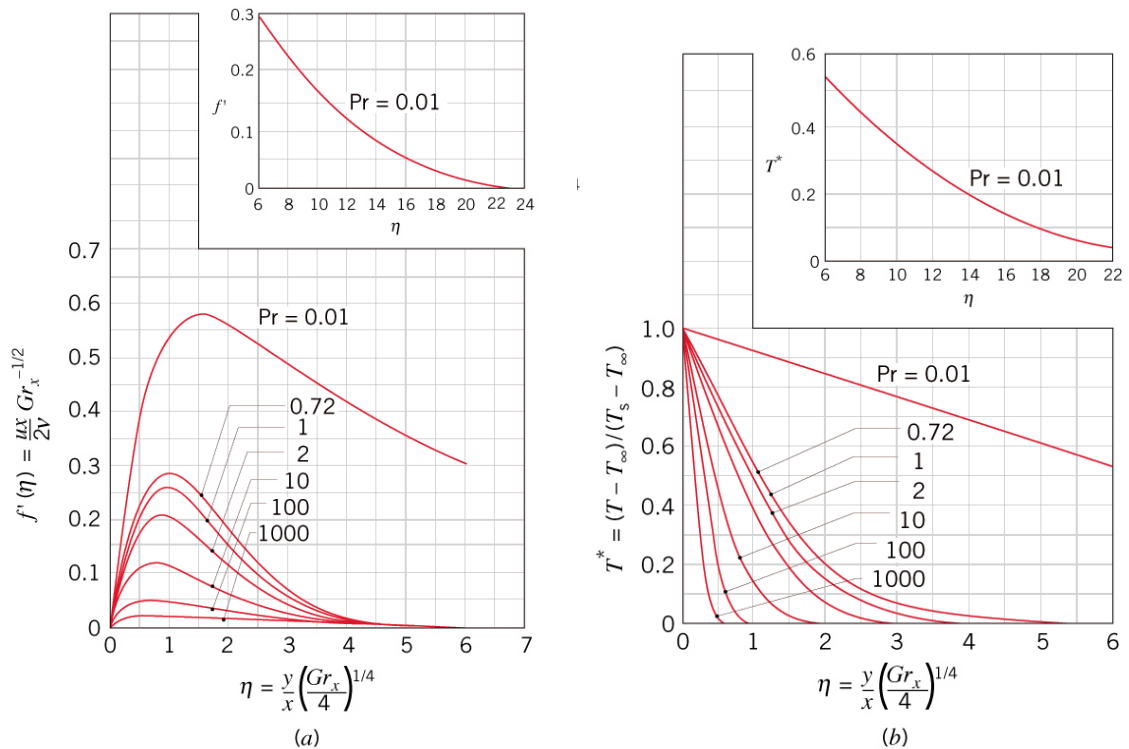 0.3
0.2
f'
Pr = 0.01
0.1
0
6 8 10 12 14 16 18 20 22 24
η
0.7
0.6
Pr = 0.01
0.5
0.4
0.72
1
0.3
2
10
0.2
100
1000
0.1
0
0 1 2 3 4 5 6 7
f' (η) = ux/2ν Gr_x^-1/2
η = y/x (Gr_x/4)^1/4
(a)
0.6
0.4
T*
Pr = 0.01
0.2
0
6 8 10 12 14 16 18 20 22
η
1.0
Pr = 0.01
0.8
0.72
0.6
1
2
0.4
10
100
0.2
1000
0
0 1 2 3 4 5 6
T* = (T – T∞)/(Ts – T∞)
η = y/x (Gr_x/4)^1/4
(b)